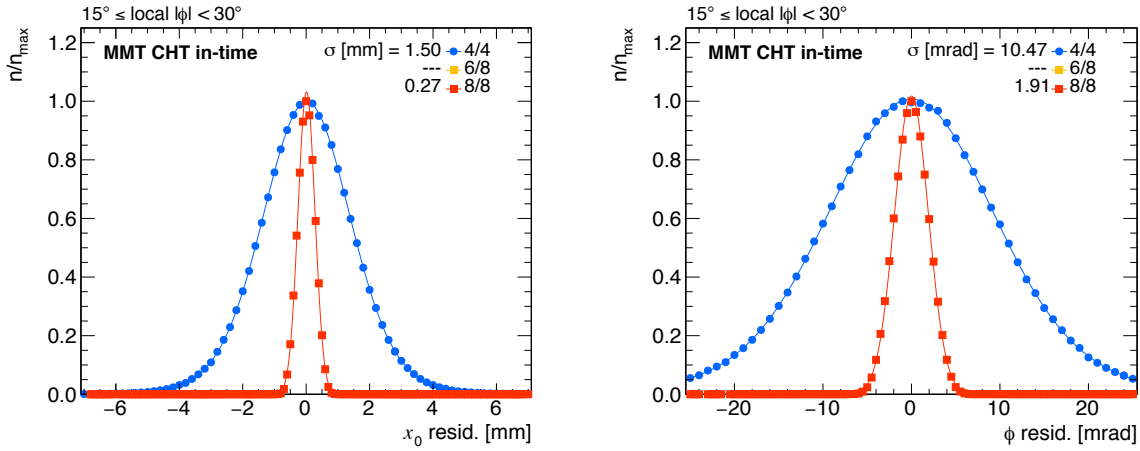 15° ≤ local |ϕ| < 30°
MMT CHT in-time
σ [mm] = 1.50 4/4
--- 6/8
0.27 8/8
n/n_max
1.2
1.0
0.8
0.6
0.4
0.2
0.0
−6 −4 −2 0 2 4 6
x_0 resid. [mm]
15° ≤ local |ϕ| < 30°
MMT CHT in-time
σ [mrad] = 10.47 4/4
--- 6/8
1.91 8/8
n/n_max
1.2
1.0
0.8
0.6
0.4
0.2
0.0
−20 −10 0 10 20
ϕ resid. [mrad]